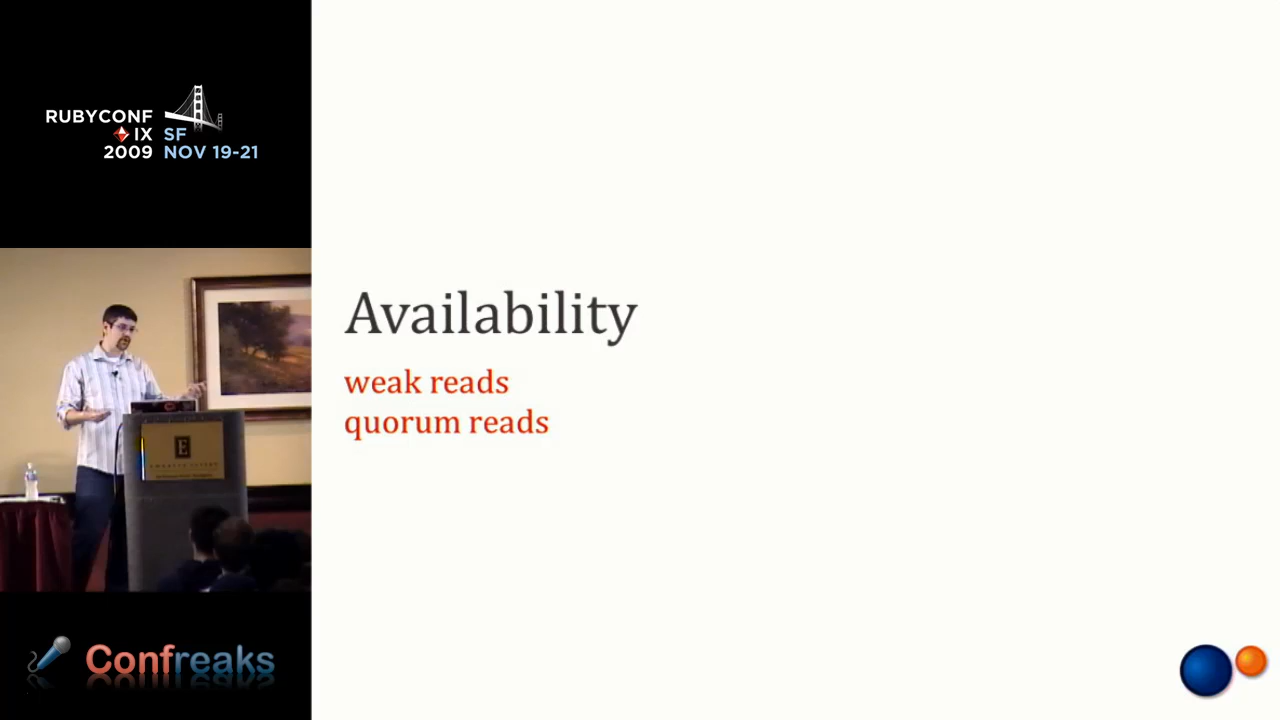 RUBYCONF
IX SF
2009 NOV 19-21
Availability
weak reads
quorum reads
E
Confreaks